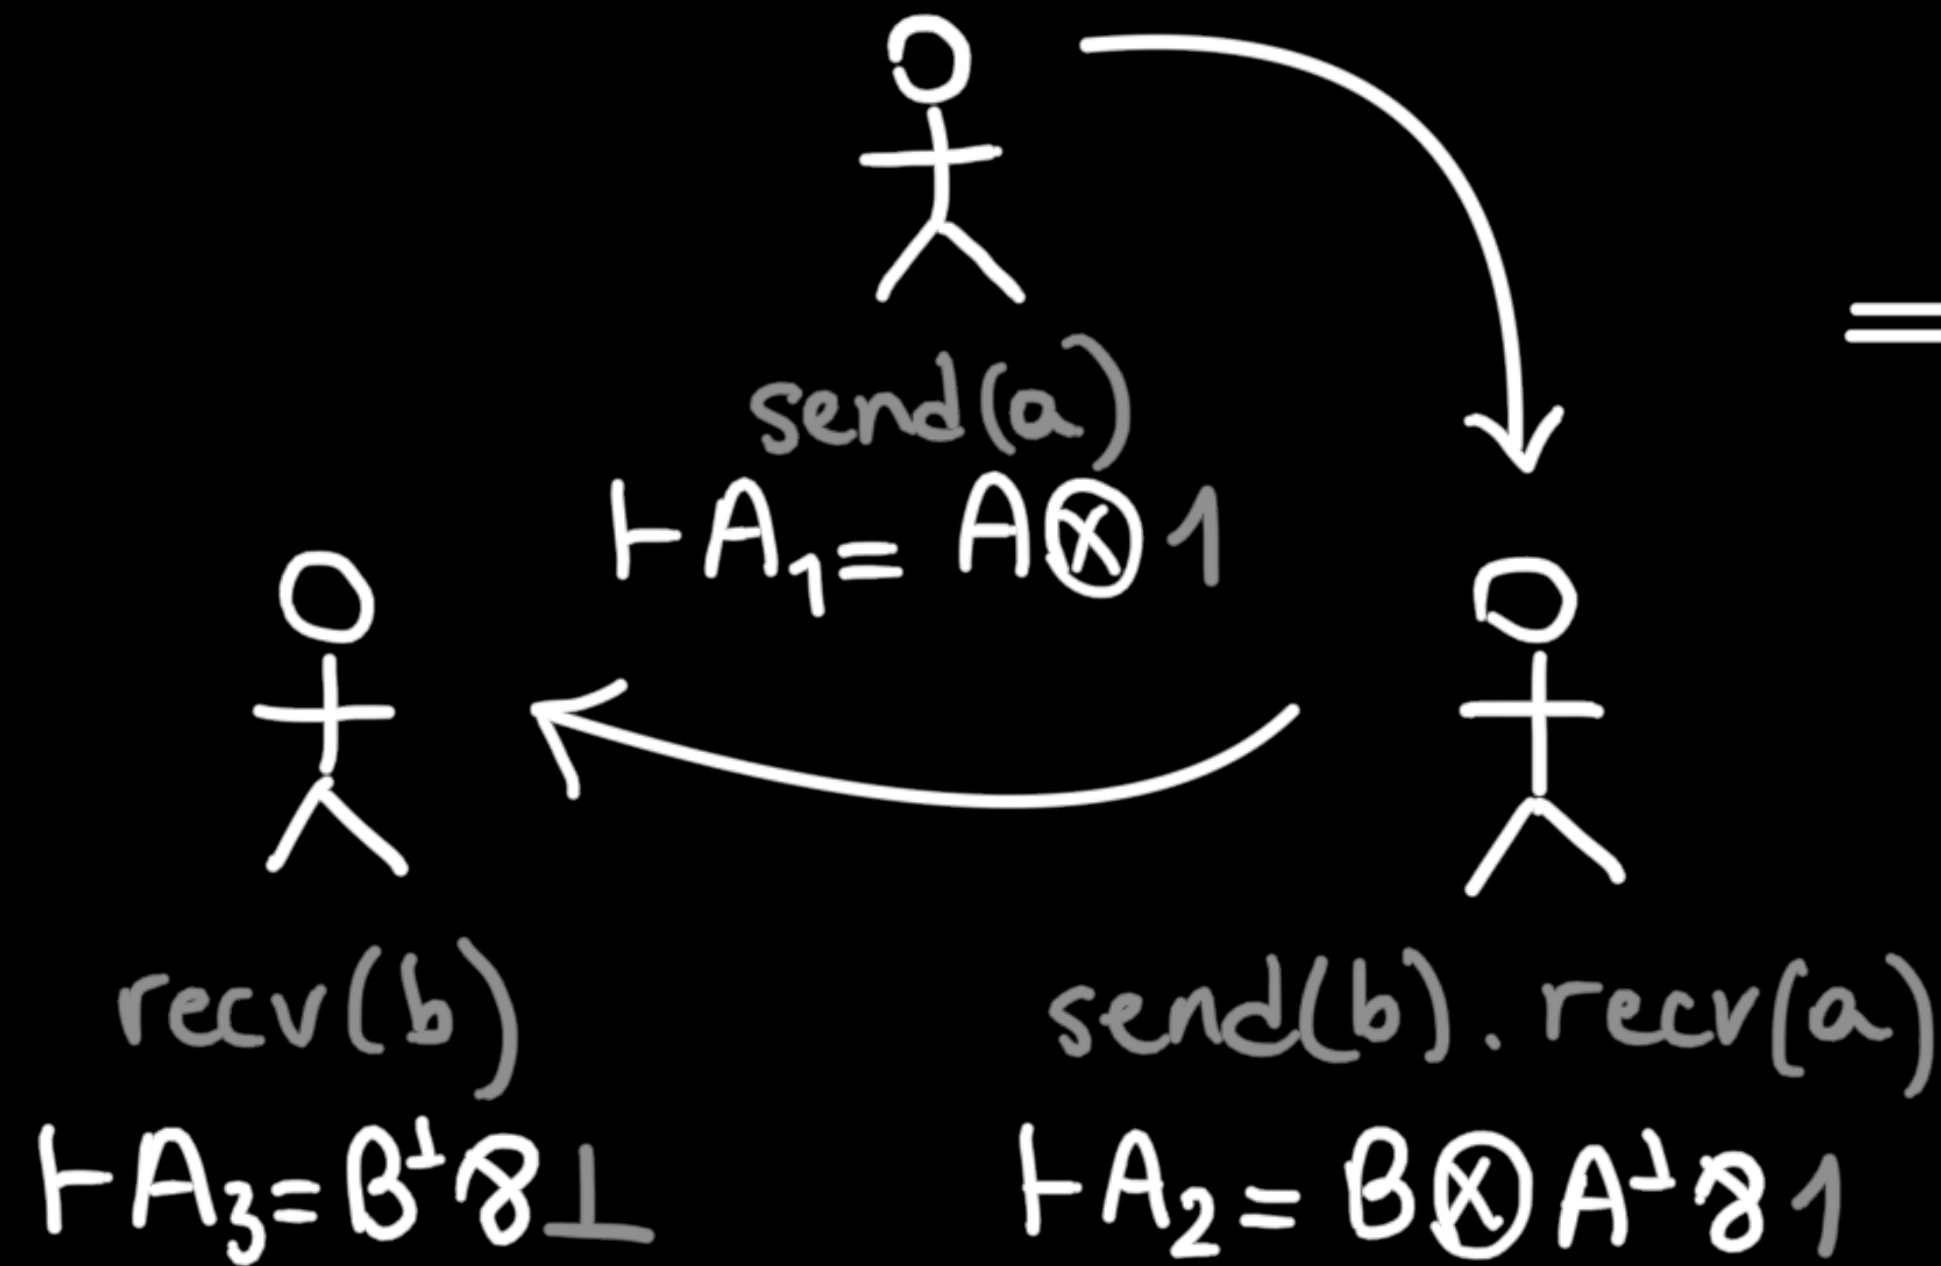 send(a)
⊢A₁= A⊗1
=
recv(b)
⊢A₃=B^⊥⅋⊥
send(b).recv(a)
⊢A₂=B⊗A^⊥⅋1